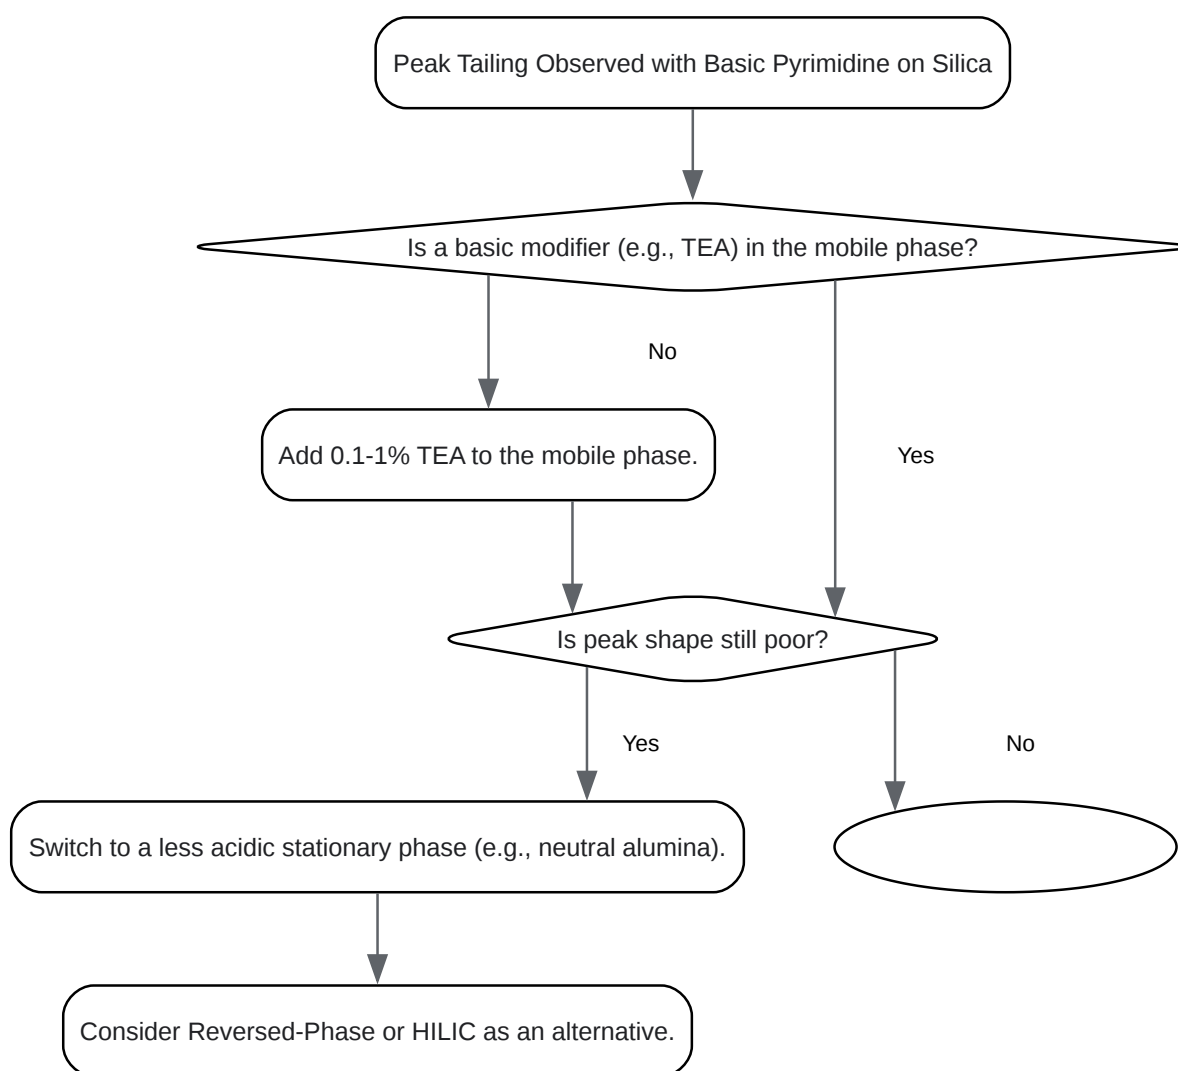 Peak Tailing Observed with Basic Pyrimidine on Silica
Is a basic modifier (e.g., TEA) in the mobile phase?
No
Add 0.1-1% TEA to the mobile phase.
Yes
Is peak shape still poor?
Yes
No
Switch to a less acidic stationary phase (e.g., neutral alumina).
Consider Reversed-Phase or HILIC as an alternative.